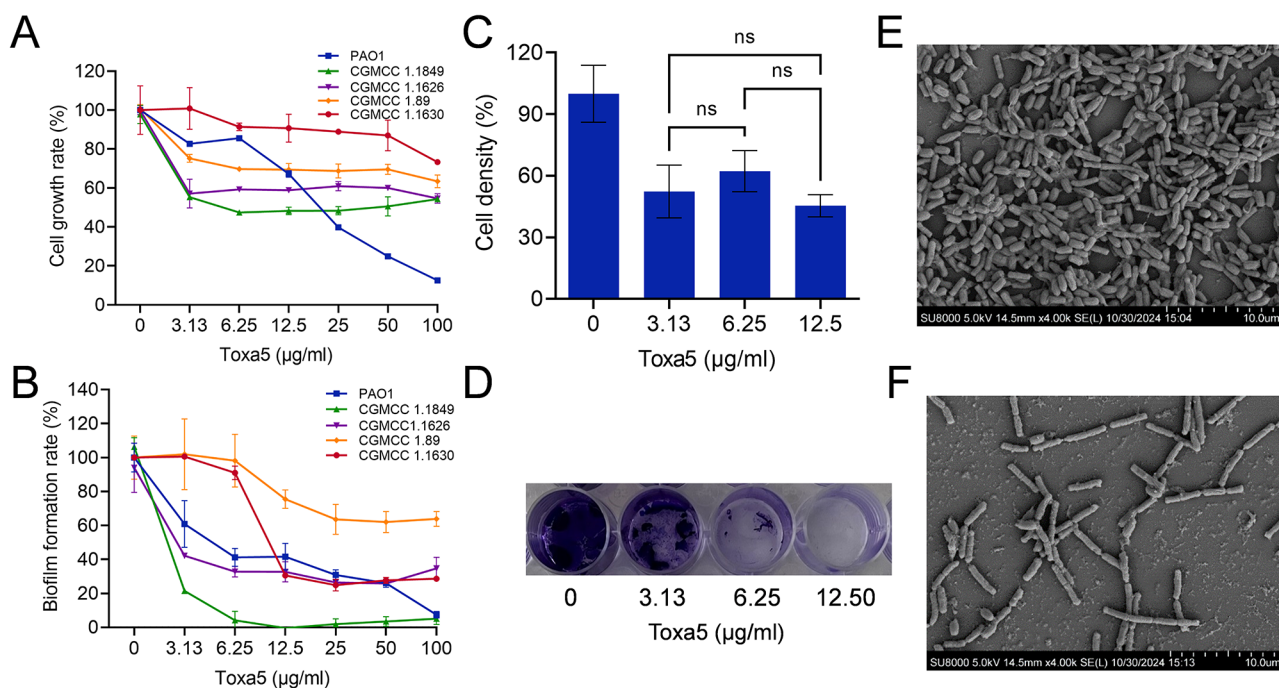 A
PAO1
CGMCC 1.1849
CGMCC 1.1626
CGMCC 1.89
CGMCC 1.1630
120
100
80
60
40
20
0
Cell growth rate (%)
0 3.13 6.25 12.5 25 50 100
Toxa5 (µg/ml)
B
PAO1
CGMCC 1.1849
CGMCC1.1626
CGMCC 1.89
CGMCC 1.1630
140
120
100
80
60
40
20
0
Biofilm formation rate (%)
0 3.13 6.25 12.5 25 50 100
Toxa5 (µg/ml)
C
ns
ns
ns
120
90
60
30
0
Cell density (%)
0 3.13 6.25 12.5
Toxa5 (µg/ml)
D
0 3.13 6.25 12.50
Toxa5 (µg/ml)
E
SU8000 5.0kV 14.5mm x4.00k SE(L) 10/30/2024 15:04 10.0um
F
SU8000 5.0kV 14.5mm x4.00k SE(L) 10/30/2024 15:13 10.0um